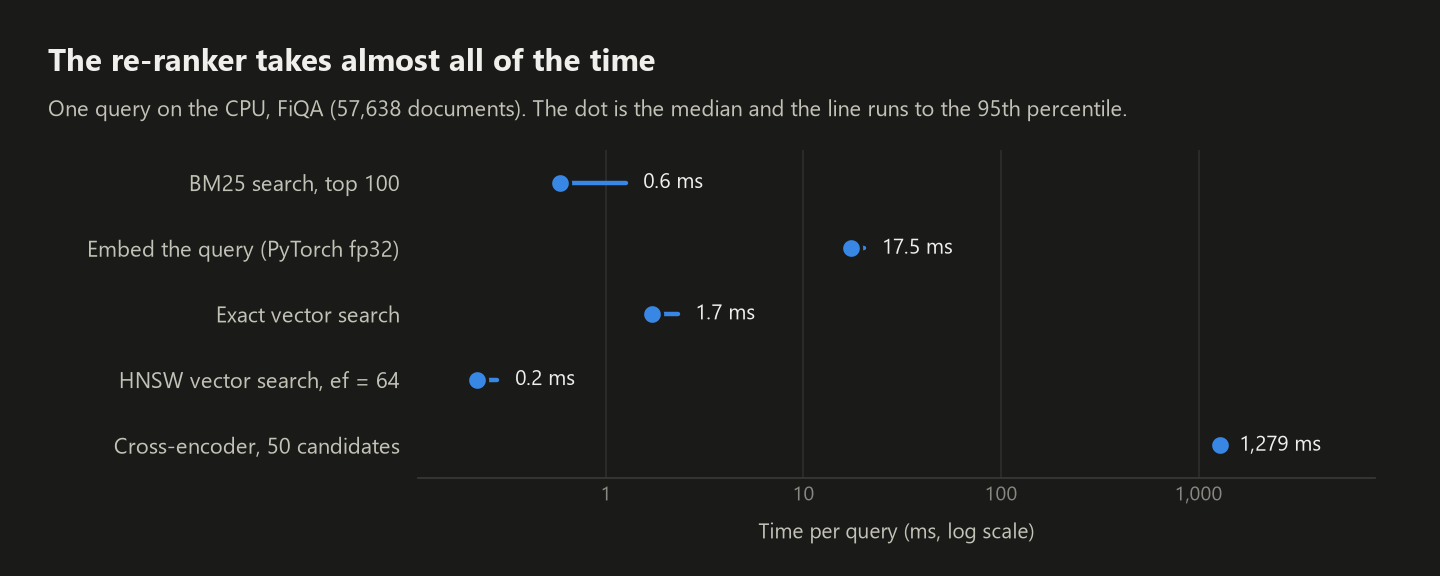 The re-ranker takes almost all of the time
One query on the CPU, FiQA (57,638 documents). The dot is the median and the line runs to the 95th percentile.
BM25 search, top 100
0.6 ms
Embed the query (PyTorch fp32)
17.5 ms
Exact vector search
1.7 ms
HNSW vector search, ef = 64
0.2 ms
Cross-encoder, 50 candidates
1,279 ms
1 10 100 1,000
Time per query (ms, log scale)